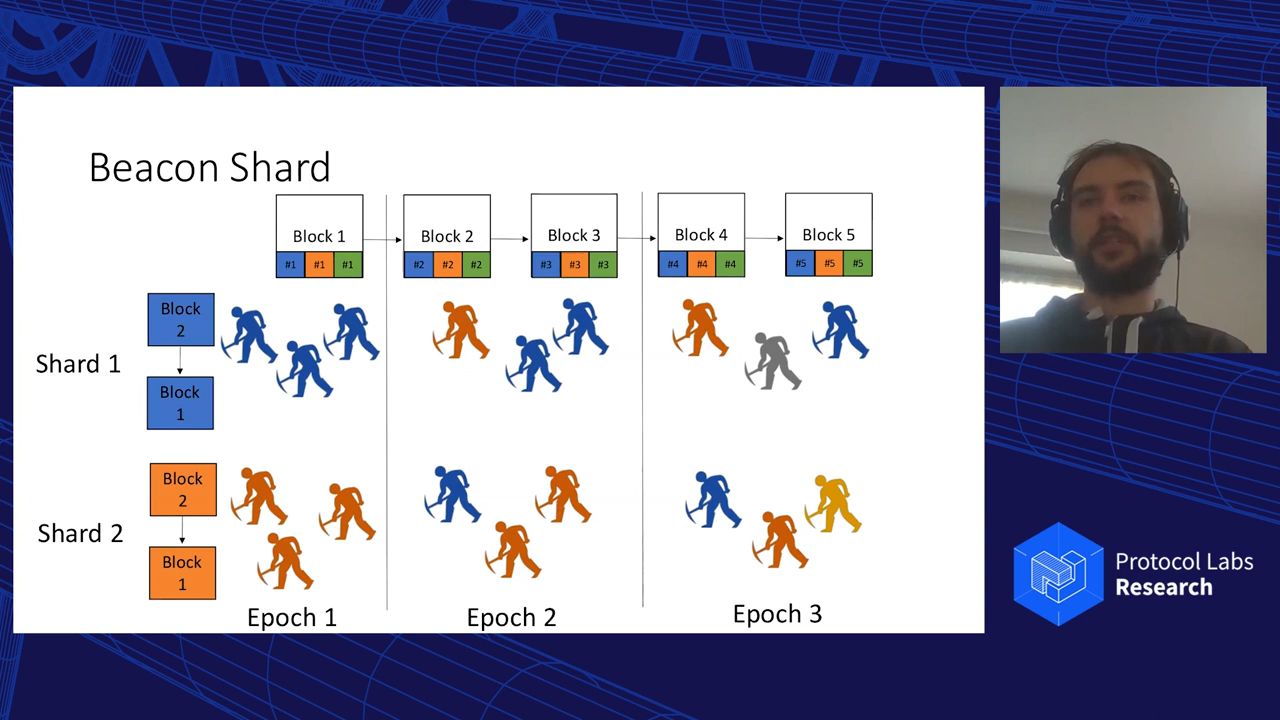 Beacon Shard
Block 1
Block 2
Block 3
Block 4
Block 5
#1 #1 #1
#2 #2 #2
#3 #3 #3
#4 #4 #4
#5 #5 #5
Shard 1
Block
2
Block
1
Shard 2
Block
2
Block
1
Epoch 1
Epoch 2
Epoch 3
Protocol Labs
Research